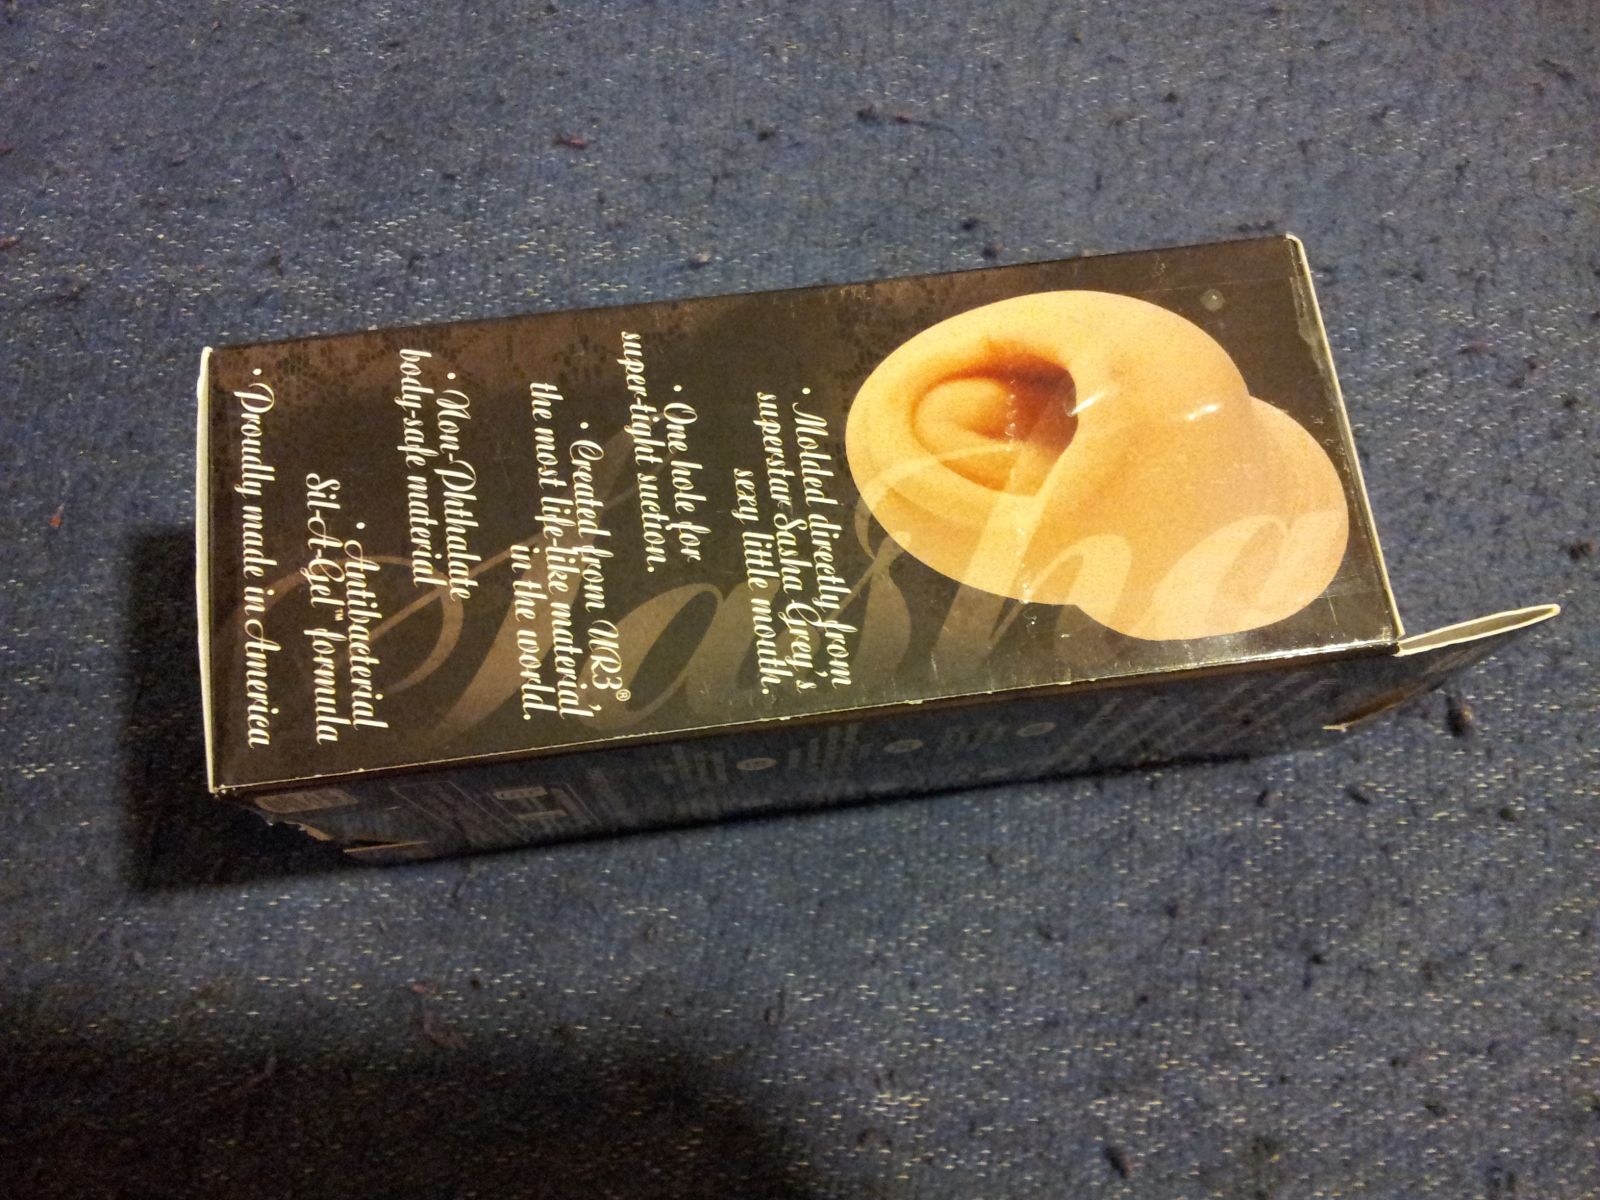 Sasha
• Molded directly from
superstar Sasha Grey's
sexy little mouth.
• One hole for
super-tight suction.
• Created from UR3®,
the most life-like material
in the world.
• Non-Phthalate
body-safe material
• Antibacterial
Sil-A-Gel™ formula
• Proudly made in America